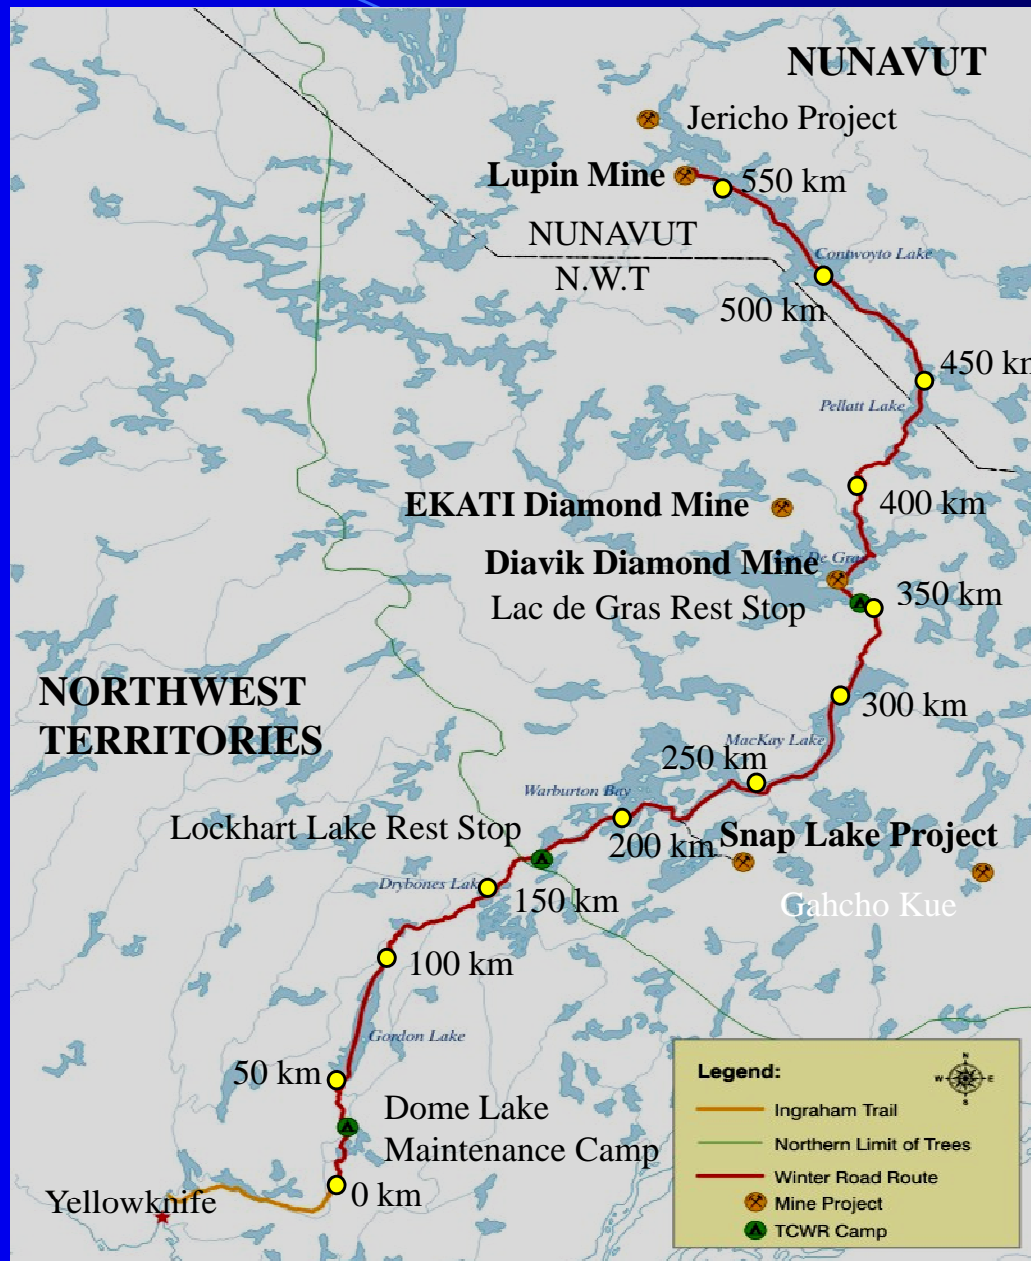 NUNAVUT
Jericho Project
Lupin Mine
550 km
NUNAVUT
N.W.T
Contwoyto Lake
500 km
450 km
Pellatt Lake
EKATI Diamond Mine
400 km
De Gras
Diavik Diamond Mine
Lac de Gras Rest Stop
350 km
NORTHWEST
TERRITORIES
300 km
MacKay Lake
250 km
Warburton Bay
Lockhart Lake Rest Stop
200 km
Snap Lake Project
Drybones Lake
150 km
Gahcho Kue
100 km
Gordon Lake
50 km
Dome Lake
Maintenance Camp
0 km
Yellowknife
Legend:
N
W E
S
Ingraham Trail
Northern Limit of Trees
Winter Road Route
Mine Project
TCWR Camp